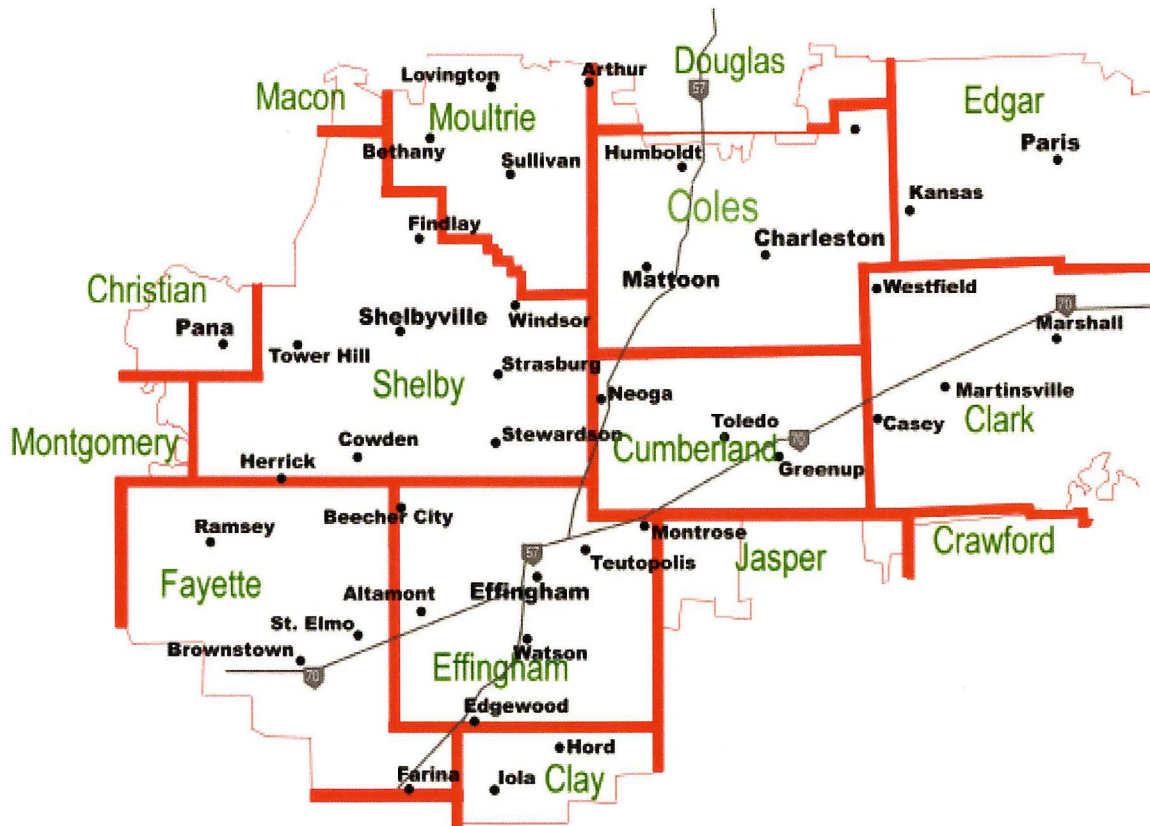 Douglas
Arthur
Lovington
57
Macon
Moultrie
Edgar
Bethany
Sullivan
Humboldt
Paris
Coles
Kansas
Findlay
Charleston
Mattoon
Christian
Westfield
70
Pana
Shelbyville
Windsor
Marshall
Tower Hill
Strasburg
Shelby
Neoga
Martinsville
Montgomery
Cowden
Stewardson
Toledo
70
Casey
Clark
Cumberland
Herrick
Greenup
Beecher City
Ramsey
Montrose
Jasper
Crawford
57
Teutopolis
Fayette
Altamont
Effingham
St. Elmo
Brownstown
Watson
70
Effingham
Edgewood
Hord
Farina
Iola
Clay